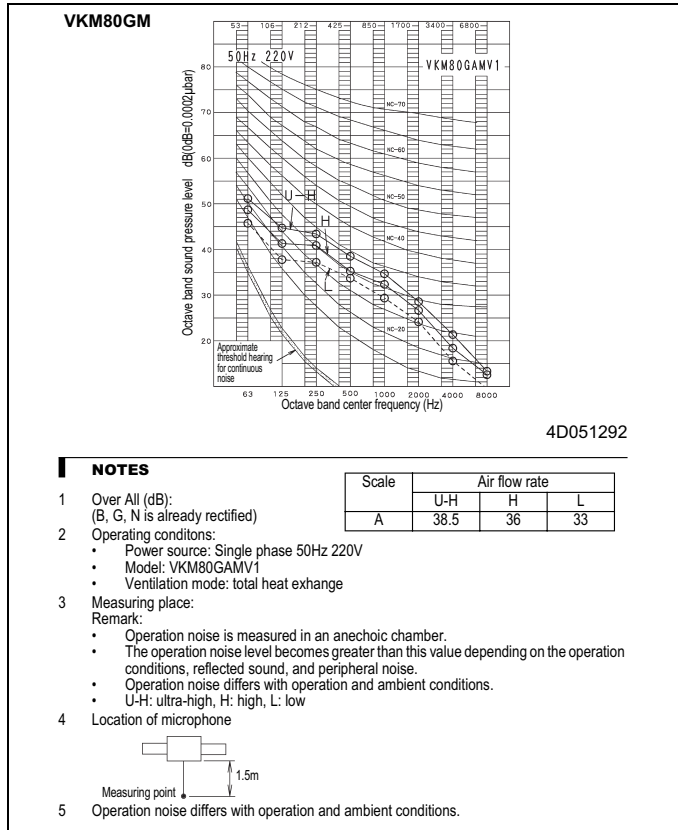 VKM80GM
53 106 212 425 850 1700 3400 6800
50Hz 220V
VKM80GAMV1
Octave band sound pressure level dB(0dB=0.0002µbar)
80
70
60
50
40
30
20
NC-70
NC-60
NC-50
NC-40
NC-20
U-H
H
L
Approximate
threshold hearing
for continuous
noise
63 125 250 500 1000 2000 4000 8000
Octave band center frequency (Hz)
4D051292
NOTES
1 Over All (dB):
(B, G, N is already rectified)
Scale Air flow rate
U-H H L
A 38.5 36 33
2 Operating conditons:
• Power source: Single phase 50Hz 220V
• Model: VKM80GAMV1
• Ventilation mode: total heat exhange
3 Measuring place:
Remark:
• Operation noise is measured in an anechoic chamber.
• The operation noise level becomes greater than this value depending on the operation
conditions, reflected sound, and peripheral noise.
• Operation noise differs with operation and ambient conditions.
• U-H: ultra-high, H: high, L: low
4 Location of microphone
1.5m
Measuring point
5 Operation noise differs with operation and ambient conditions.